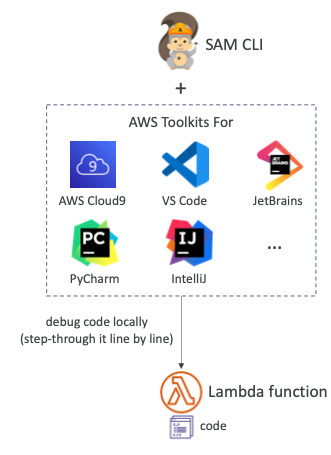 SAM CLI
+
AWS Toolkits For
9
AWS Cloud9
VS Code
JET
BRAINS
JetBrains
PC
PyCharm
IJ
IntelliJ
...
debug code locally
(step-through it line by line)
Lambda function
code